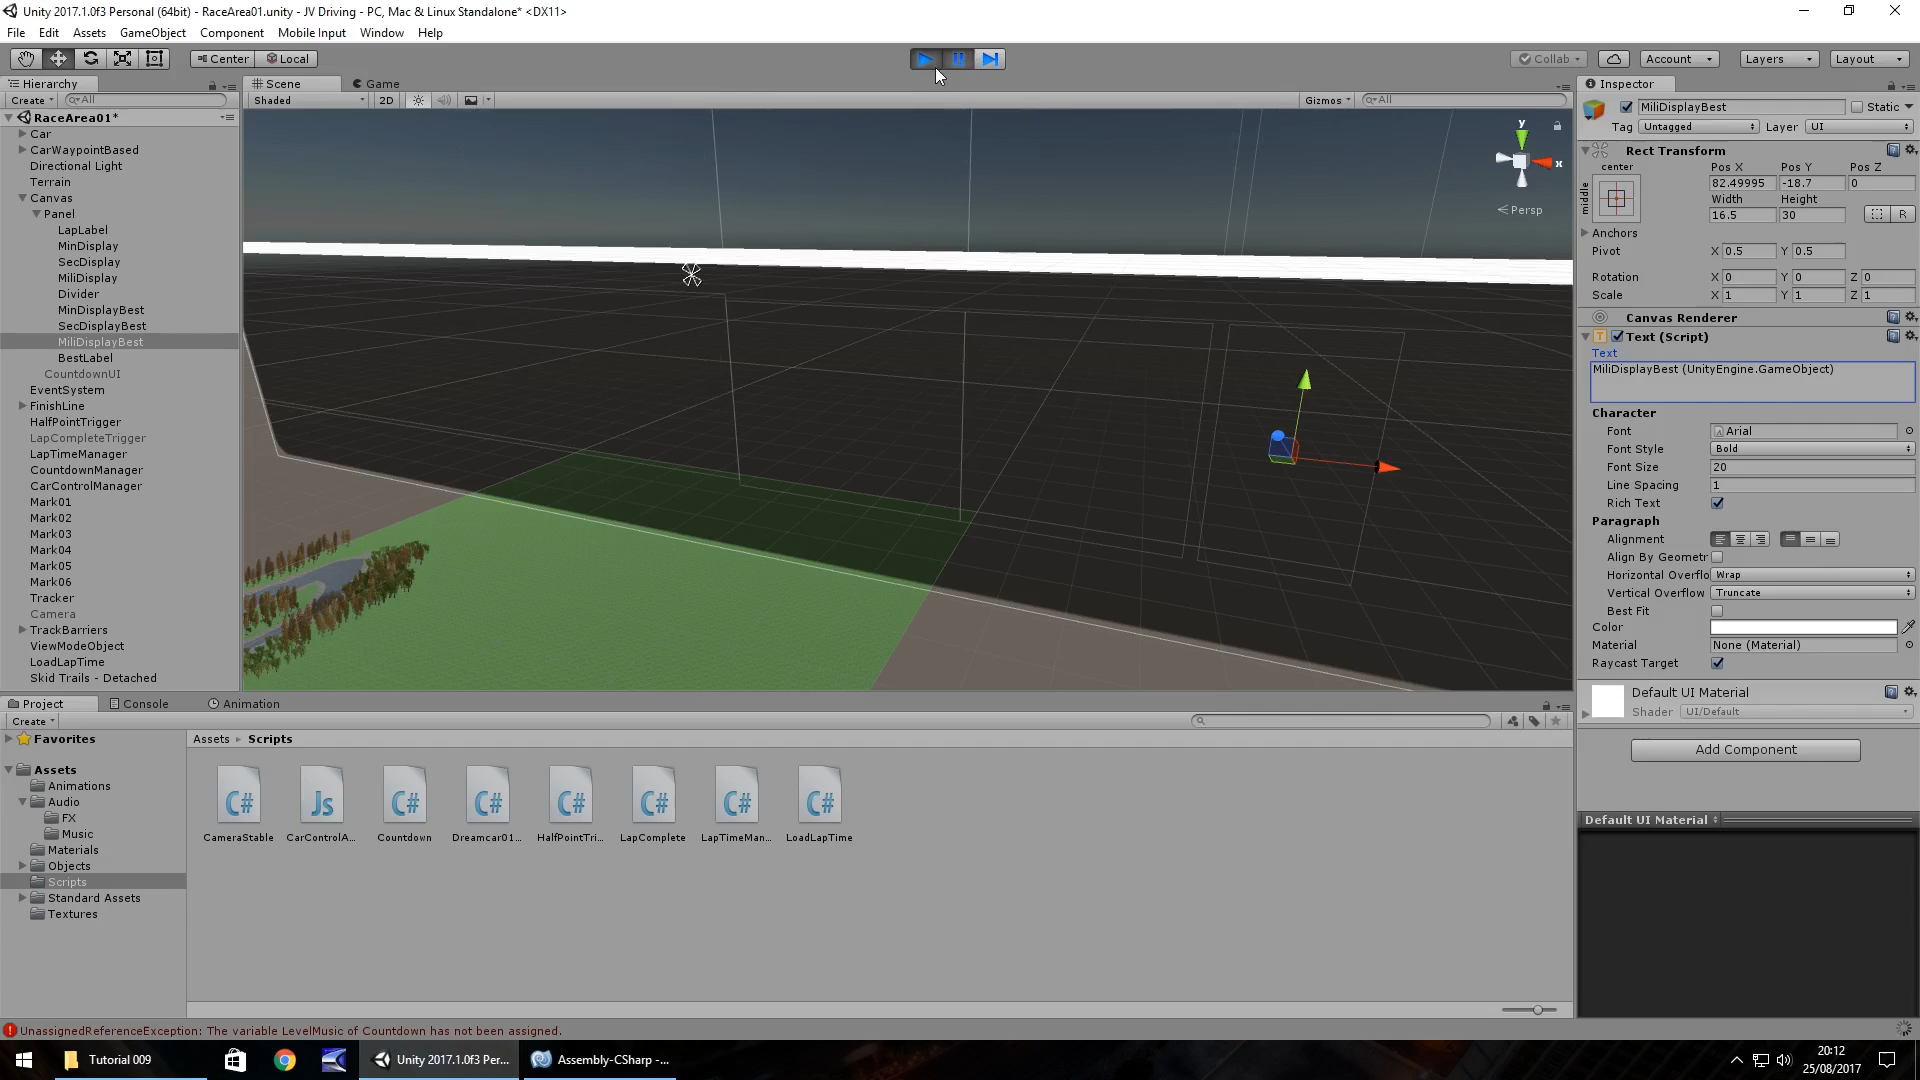 Unity 2017.1.0f3 Personal (64bit) - RaceArea01.unity - JV Driving - PC, Mac & Linux Standalone* <DX11>
File Edit Assets GameObject Component Mobile Input Window Help
Center Local Collab Account Layers Layout
Hierarchy Scene Game Inspector
Create All Shaded 2D Gizmos All
RaceArea01*
Car
CarWaypointBased
Directional Light
Terrain
Canvas
Panel
LapLabel
MinDisplay
SecDisplay
MiliDisplay
Divider
MinDisplayBest
SecDisplayBest
MiliDisplayBest
BestLabel
CountdownUI
EventSystem
FinishLine
HalfPointTrigger
LapCompleteTrigger
LapTimeManager
CountdownManager
CarControlManager
Mark01
Mark02
Mark03
Mark04
Mark05
Mark06
Tracker
Camera
TrackBarriers
ViewModeObject
LoadLapTime
Skid Trails - Detached
y
x
Persp
MiliDisplayBest Static
Tag Untagged Layer UI
Rect Transform
center Pos X Pos Y Pos Z
middle 82.49995 -18.7 0
Width Height
16.5 30 R
Anchors
Pivot X 0.5 Y 0.5
Rotation X 0 Y 0 Z 0
Scale X 1 Y 1 Z 1
Canvas Renderer
Text (Script)
Text
MiliDisplayBest (UnityEngine.GameObject)
Character
Font Arial
Font Style Bold
Font Size 20
Line Spacing 1
Rich Text
Paragraph
Alignment
Align By Geometr
Horizontal Overflo Wrap
Vertical Overflow Truncate
Best Fit
Color
Material None (Material)
Raycast Target
Default UI Material
Shader UI/Default
Add Component
Default UI Material
Project Console Animation
Create
Favorites
Assets
Animations
Audio
FX
Music
Materials
Objects
Scripts
Standard Assets
Textures
Assets Scripts
C# Js C# C# C# C# C# C#
CameraStable CarControlA... Countdown Dreamcar01... HalfPointTri... LapComplete LapTimeMan... LoadLapTime
UnassignedReferenceException: The variable LevelMusic of Countdown has not been assigned.
Tutorial 009 Unity 2017.1.0f3 Per... Assembly-CSharp -...
20:12
25/08/2017